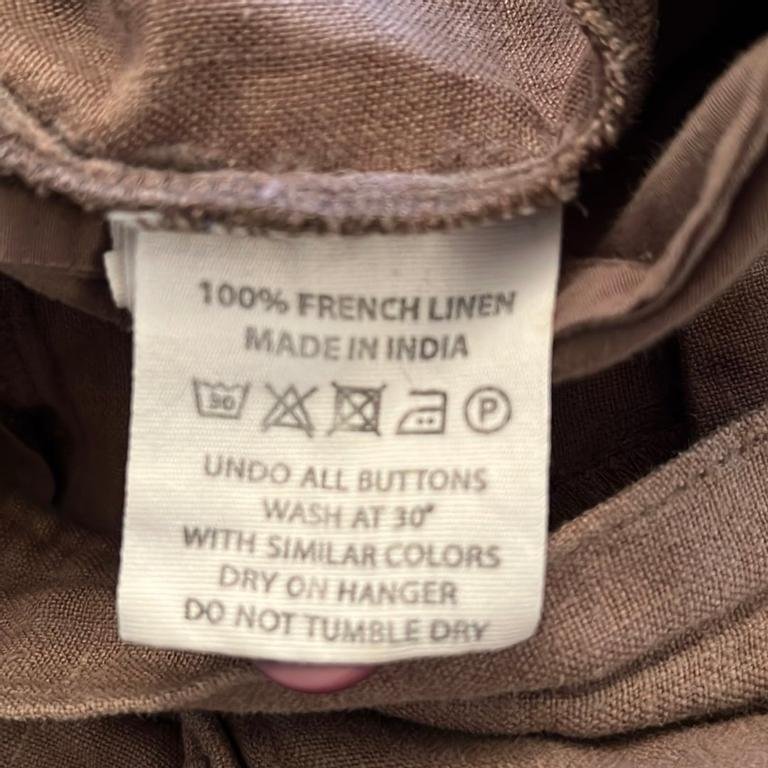 100% FRENCH LINEN
MADE IN INDIA
30 P
UNDO ALL BUTTONS
WASH AT 30°
WITH SIMILAR COLORS
DRY ON HANGER
DO NOT TUMBLE DRY